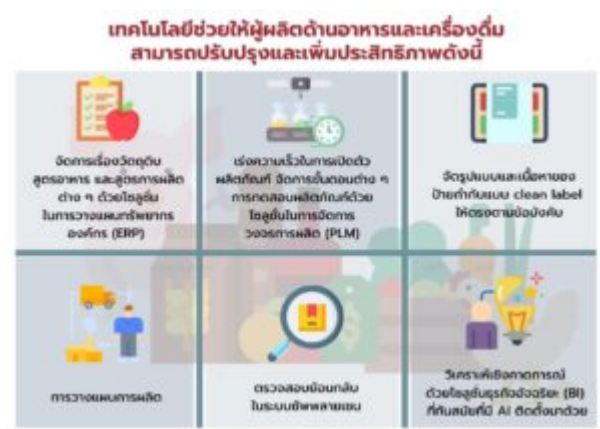 เทคโนโลยีช่วยให้ผู้ผลิตด้านอาหารและเครื่องดื่ม
สามารถปรับปรุงและเพิ่มประสิทธิภาพดังนี้
จัดการเรื่องวัตถุดิบ
สูตรอาหาร และสูตรการผลิต
ต่าง ๆ ด้วยโซลูชั่น
ในการวางแผนทรัพยากร
องค์กร (ERP)
เร่งความเร็วในการเปิดตัว
ผลิตภัณฑ์ จัดการขั้นตอนต่าง ๆ
การทดสอบผลิตภัณฑ์ด้วย
โซลูชั่นในการจัดการ
วงจรการผลิต (PLM)
จัดรูปแบบและเนื้อหาของ
ป้ายกำกับแบบ clean label
ให้ตรงตามข้อบังคับ
การวางแผนการผลิต
ตรวจสอบย้อนกลับ
ในระบบซัพพลายเชน
วิเคราะห์เชิงคาดการณ์
ด้วยโซลูชั่นธุรกิจอัจฉริยะ (BI)
ที่ทันสมัยที่มี AI ติดตั้งมาด้วย